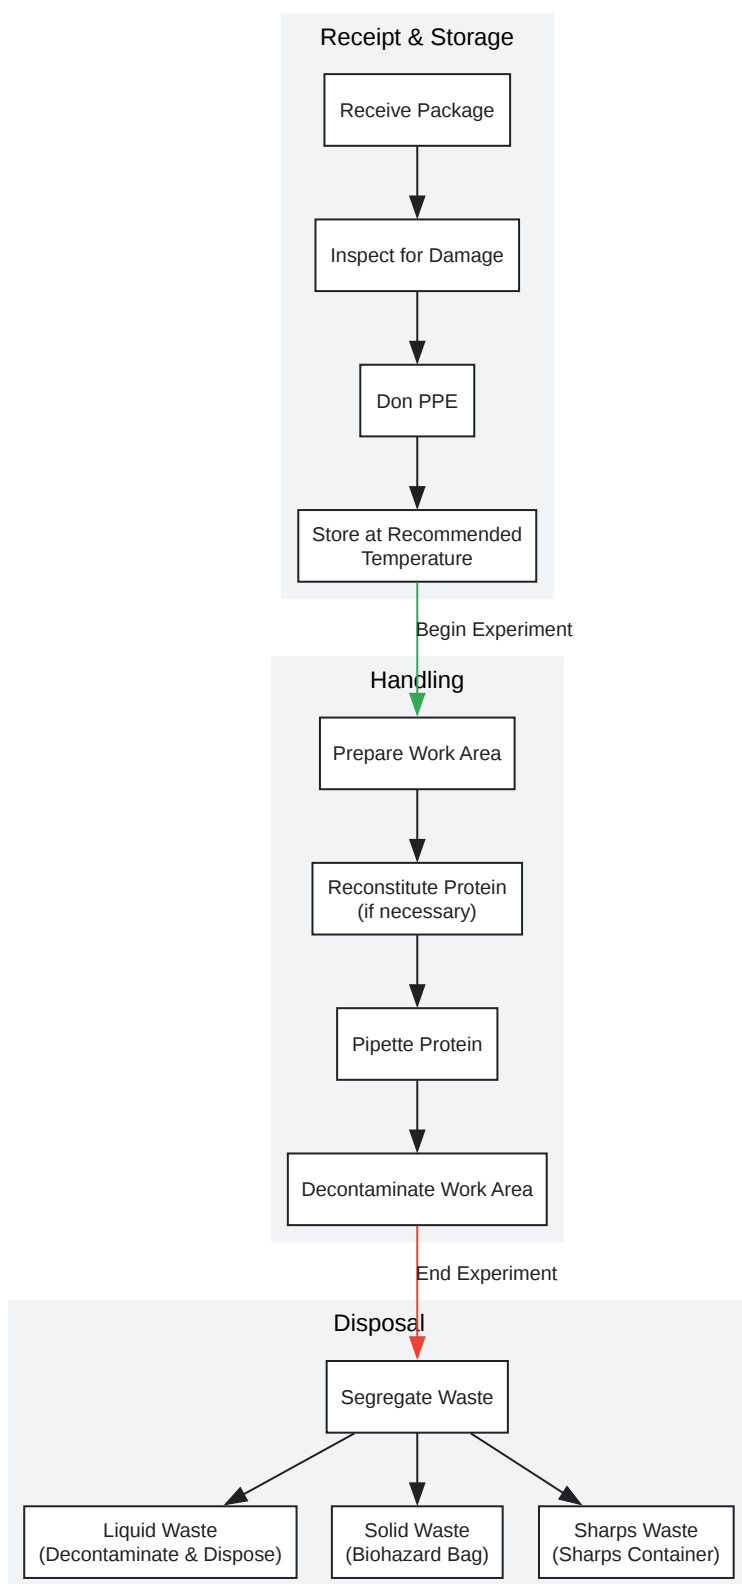 Receipt & Storage
Receive Package
Inspect for Damage
Don PPE
Store at Recommended
Temperature
Begin Experiment
Handling
Prepare Work Area
Reconstitute Protein
(if necessary)
Pipette Protein
Decontaminate Work Area
End Experiment
Disposal
Segregate Waste
Liquid Waste
(Decontaminate & Dispose)
Solid Waste
(Biohazard Bag)
Sharps Waste
(Sharps Container)